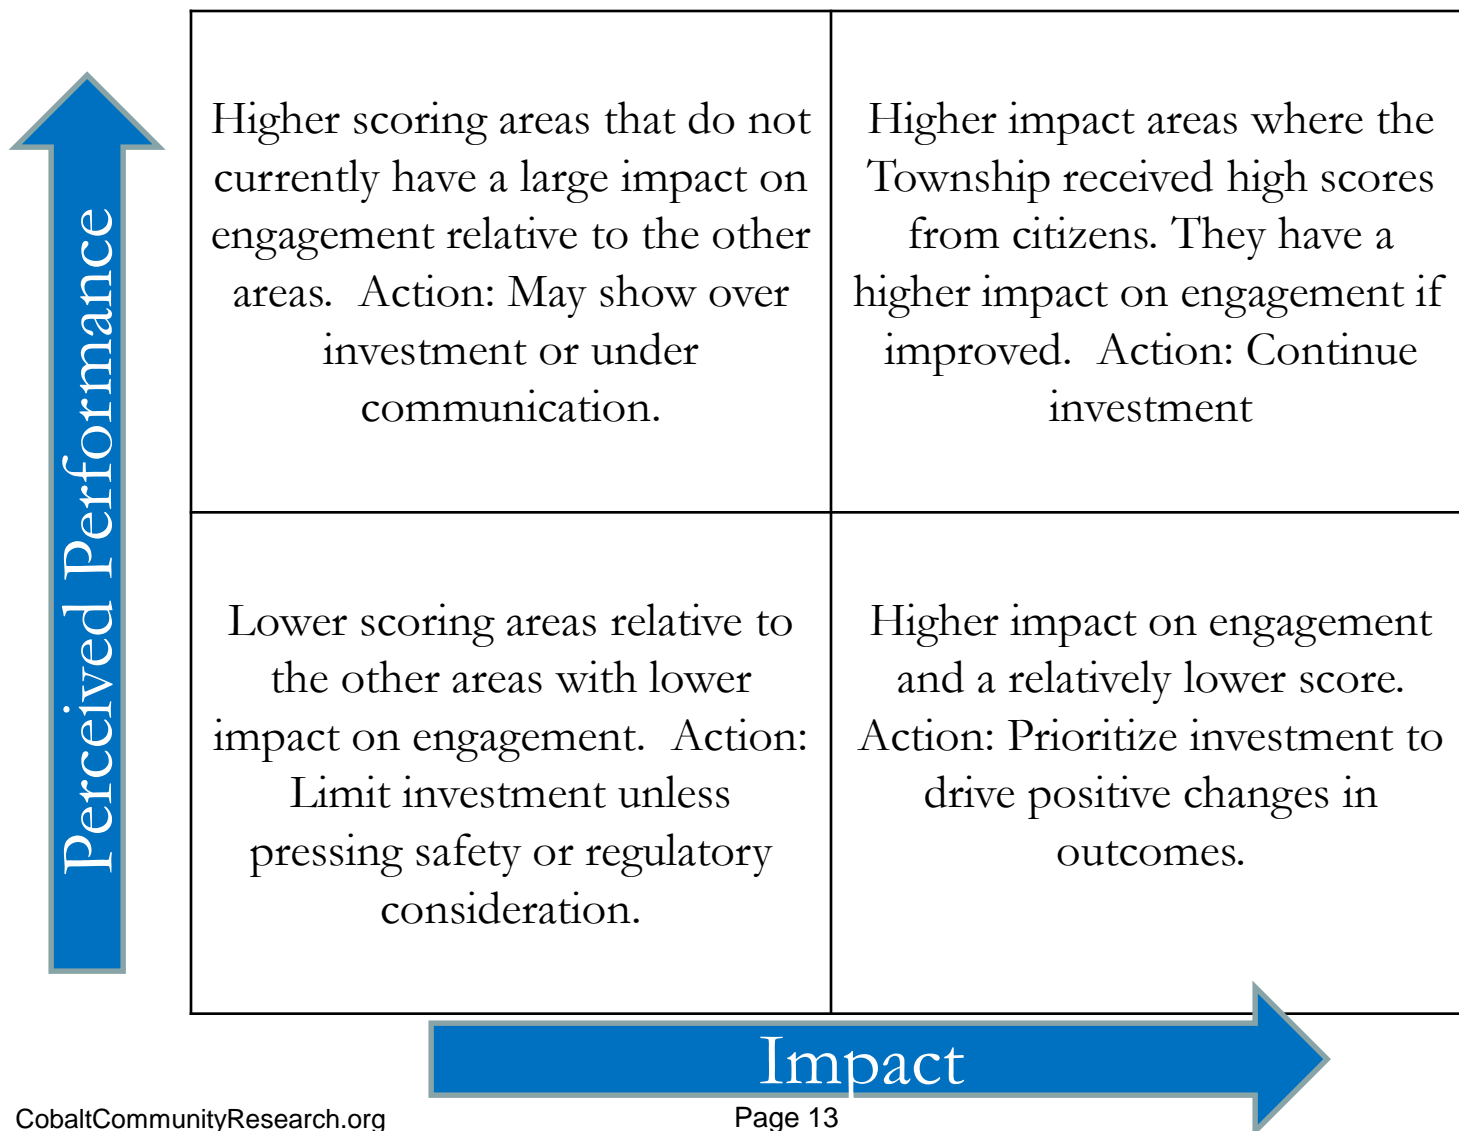 Perceived Performance
Higher scoring areas that do not
currently have a large impact on
engagement relative to the other
areas.  Action: May show over
investment or under
communication.
Higher impact areas where the
Township received high scores
from citizens. They have a
higher impact on engagement if
improved.  Action: Continue
investment
Lower scoring areas relative to
the other areas with lower
impact on engagement.  Action:
Limit investment unless
pressing safety or regulatory
consideration.
Higher impact on engagement
and a relatively lower score.
Action: Prioritize investment to
drive positive changes in
outcomes.
Impact
CobaltCommunityResearch.org
Page 13